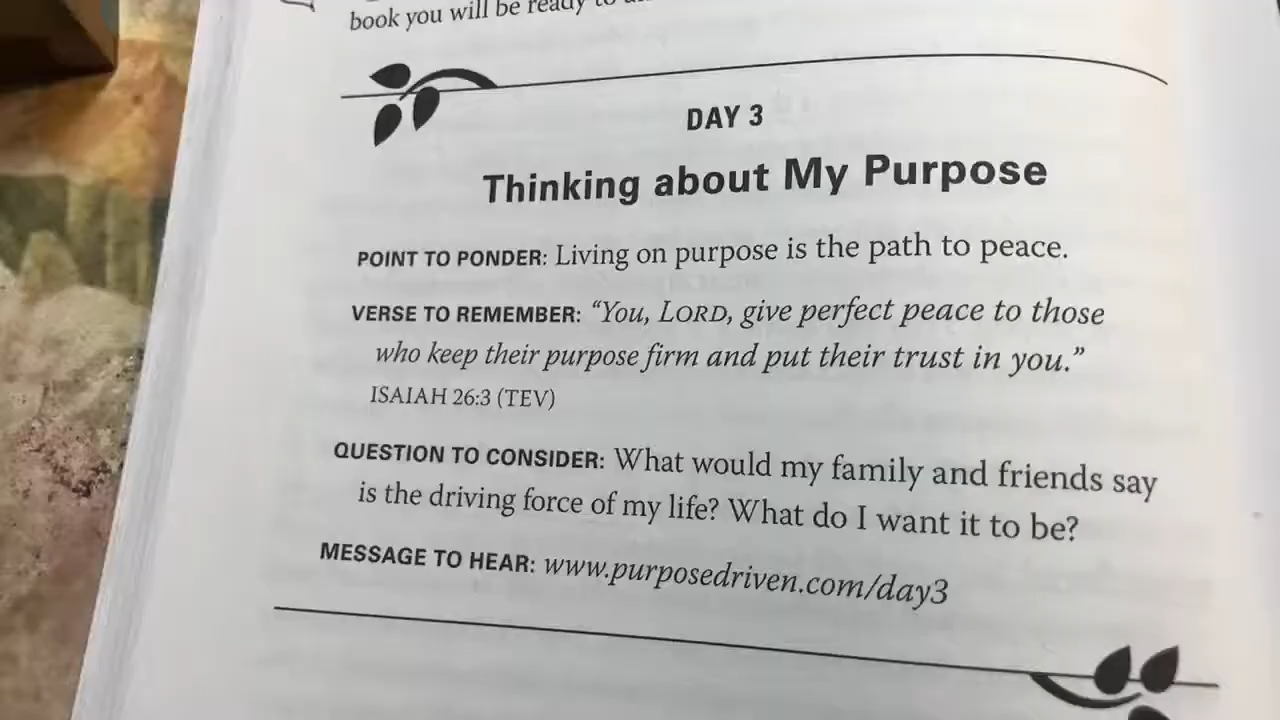 book you will be ready to
DAY 3
Thinking about My Purpose
POINT TO PONDER: Living on purpose is the path to peace.
VERSE TO REMEMBER: “You, LORD, give perfect peace to those
who keep their purpose firm and put their trust in you.”
ISAIAH 26:3 (TEV)
QUESTION TO CONSIDER: What would my family and friends say
is the driving force of my life? What do I want it to be?
MESSAGE TO HEAR: www.purposedriven.com/day3